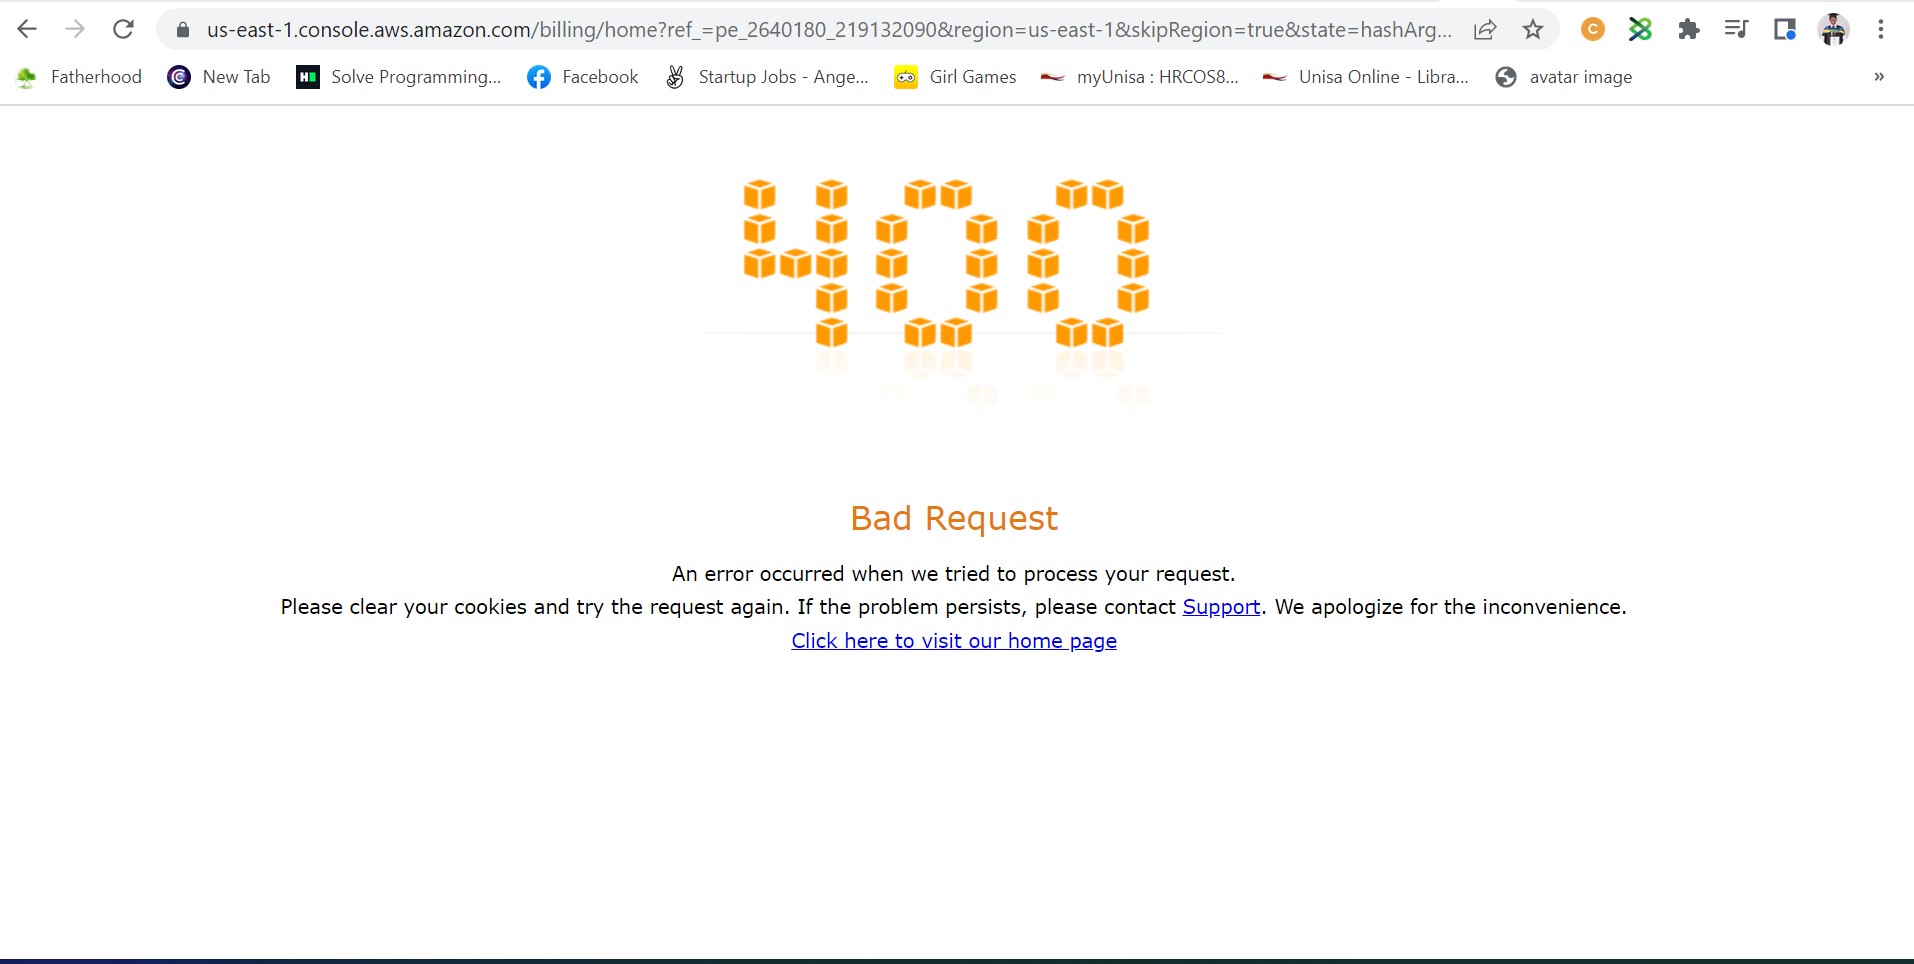 us-east-1.console.aws.amazon.com/billing/home?ref_=pe_2640180_219132090&region=us-east-1&skipRegion=true&state=hashArg...
C
Fatherhood
New Tab
Solve Programming...
Facebook
Startup Jobs - Ange...
Girl Games
myUnisa : HRCOS8...
Unisa Online - Libra...
avatar image
»
400
Bad Request
An error occurred when we tried to process your request.
Please clear your cookies and try the request again. If the problem persists, please contact Support. We apologize for the inconvenience.
Click here to visit our home page